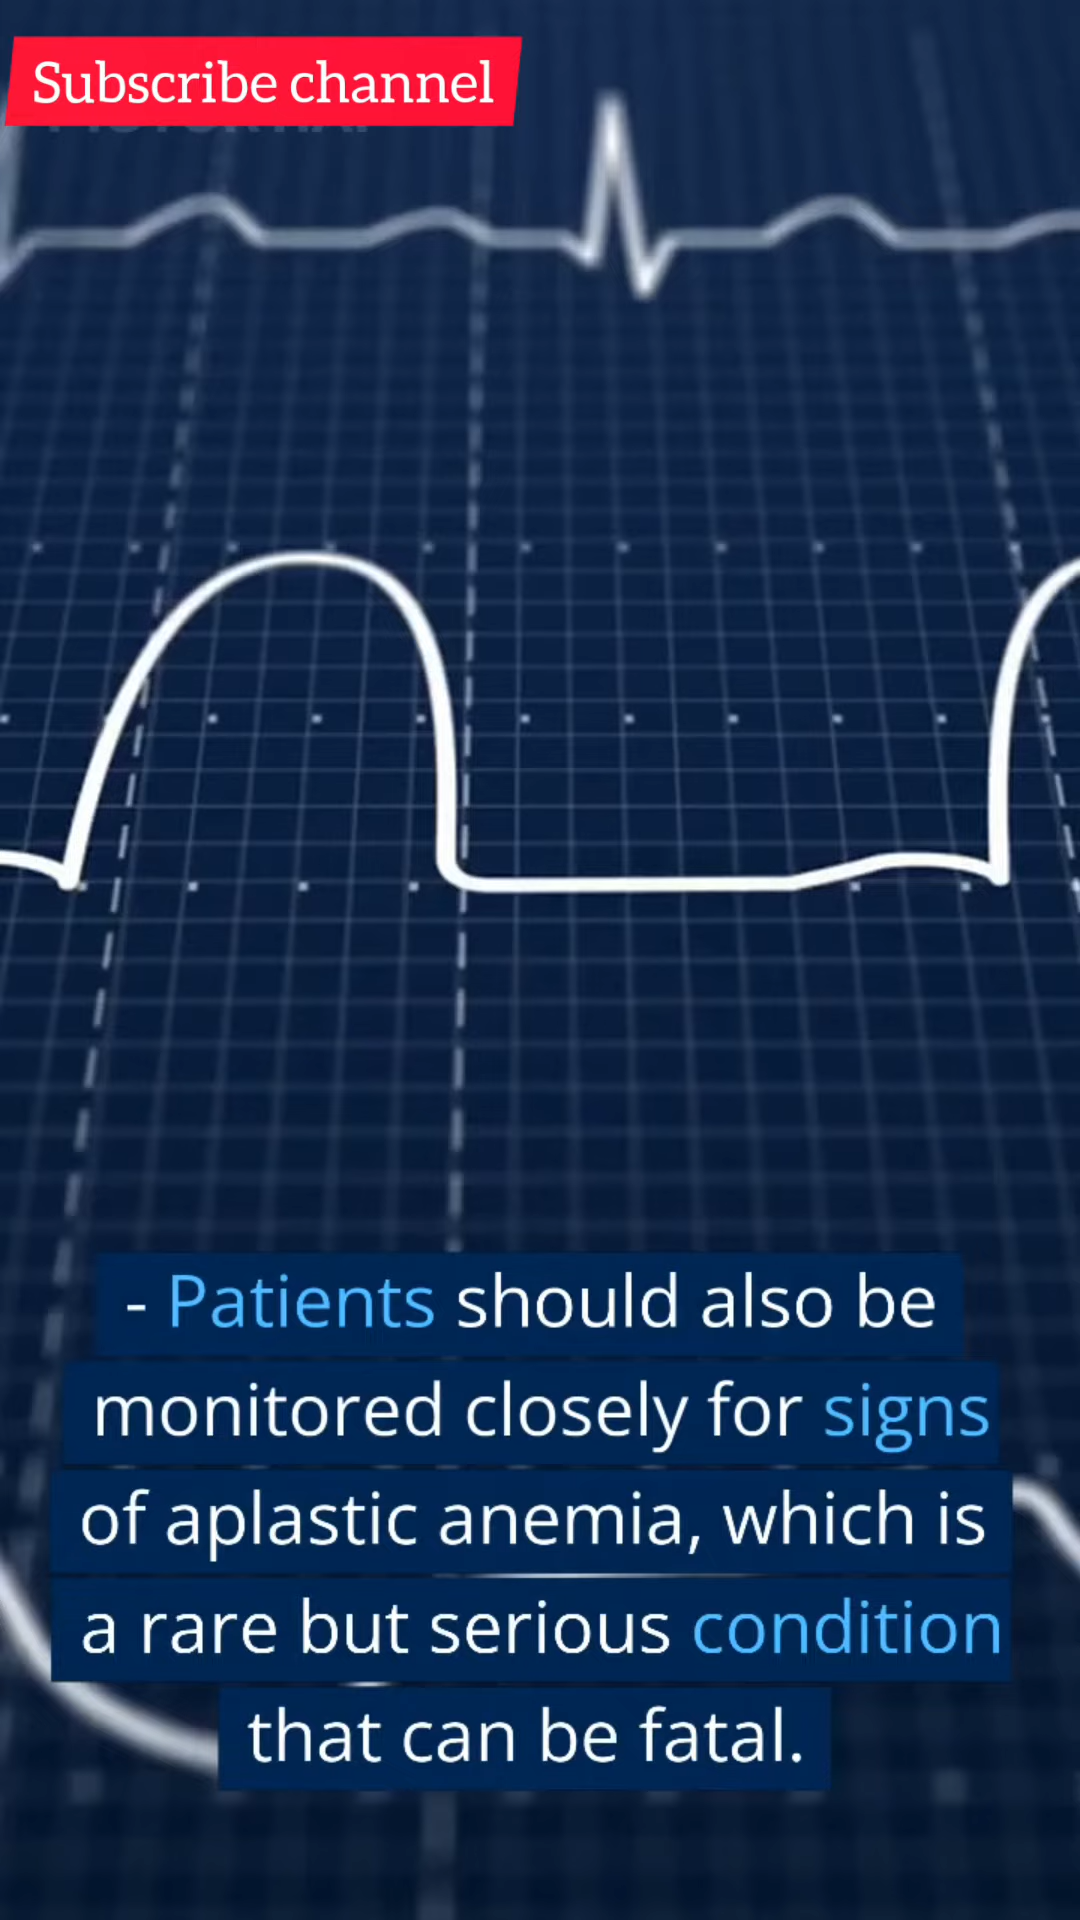 Subscribe channel
- Patients should also be
monitored closely for signs
of aplastic anemia, which is
a rare but serious condition
that can be fatal.